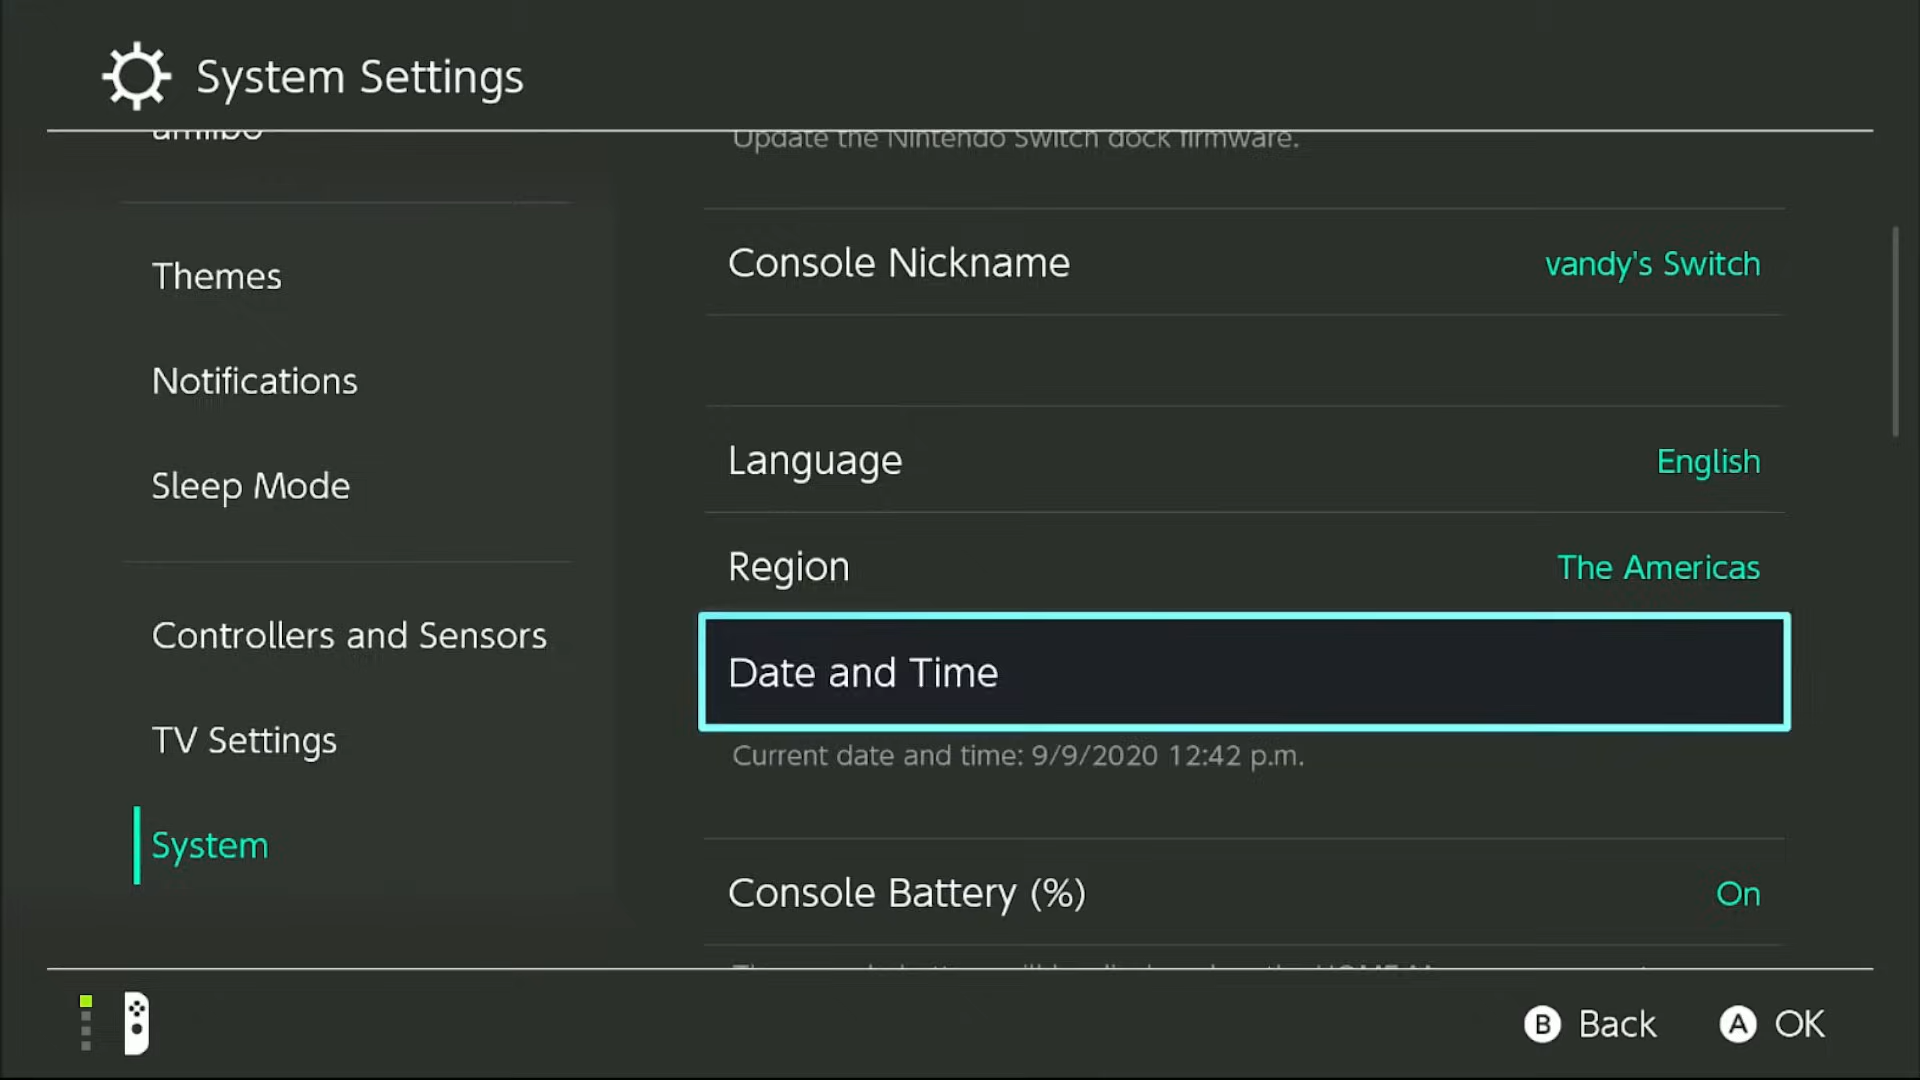 System Settings
amiibo
Themes
Notifications
Sleep Mode
Controllers and Sensors
TV Settings
System
Update the Nintendo Switch dock firmware.
Console Nickname vandy's Switch
Language English
Region The Americas
Date and Time
Current date and time: 9/9/2020 12:42 p.m.
Console Battery (%) On
B Back A OK